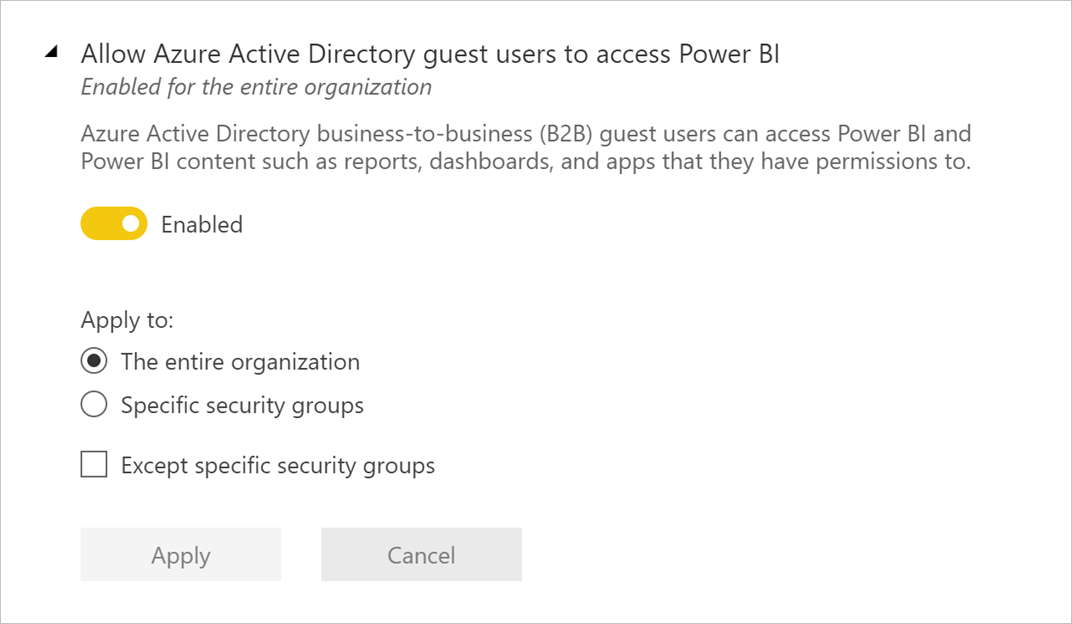 Allow Azure Active Directory guest users to access Power BI
Enabled for the entire organization
Azure Active Directory business-to-business (B2B) guest users can access Power BI and
Power BI content such as reports, dashboards, and apps that they have permissions to.
Enabled
Apply to:
The entire organization
Specific security groups
Except specific security groups
Apply
Cancel